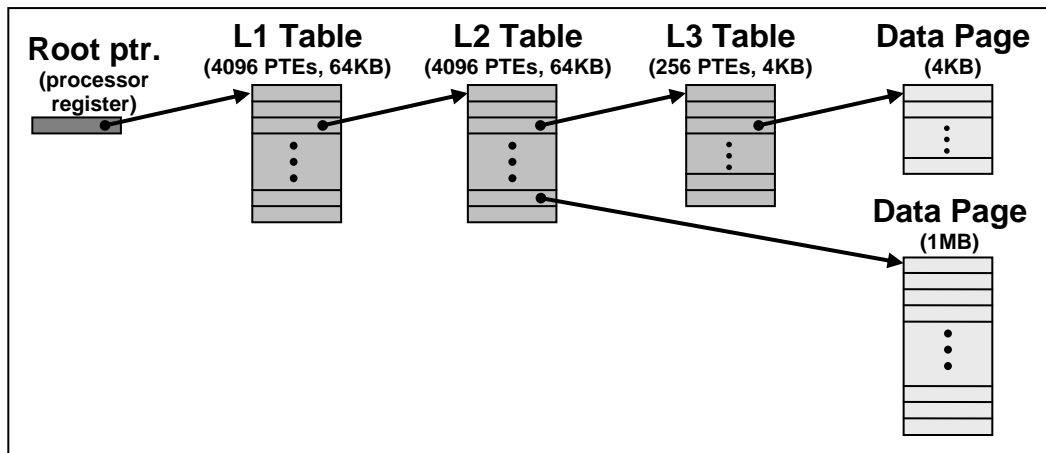 Root ptr.
(processor
register)
L1 Table
(4096 PTEs, 64KB)
L2 Table
(4096 PTEs, 64KB)
L3 Table
(256 PTEs, 4KB)
Data Page
(4KB)
Data Page
(1MB)